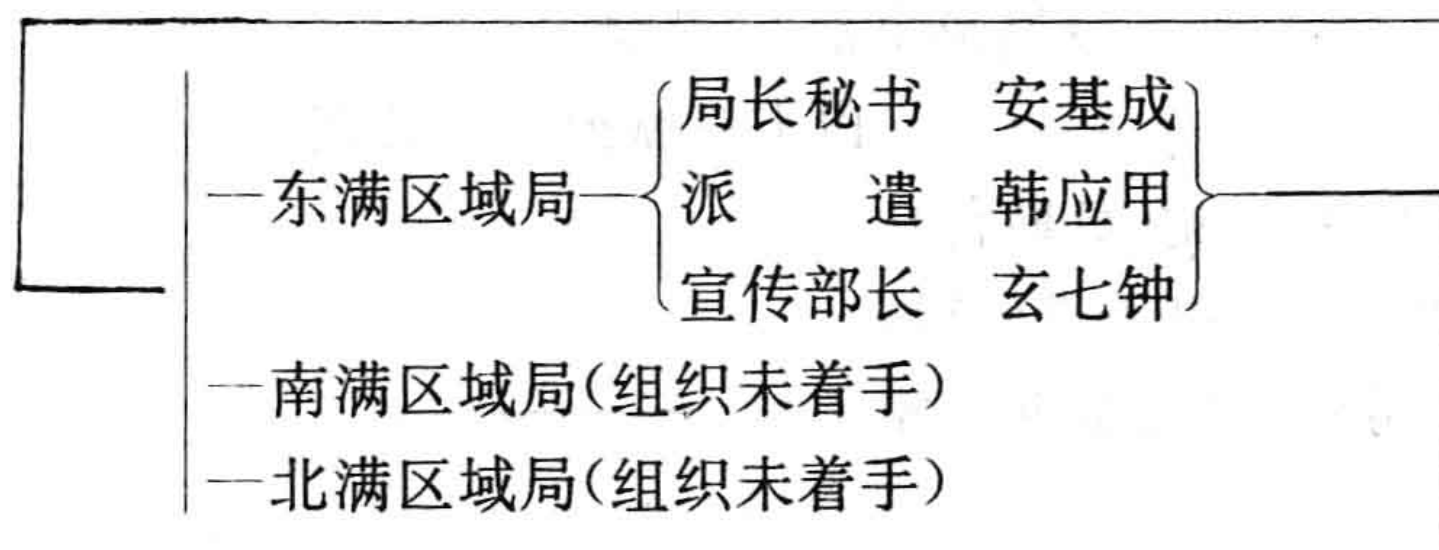 局长秘书 安基成
东满区域局 派 遣 韩应甲
宣传部长 玄七钟
南满区域局(组织未着手)
北满区域局(组织未着手)